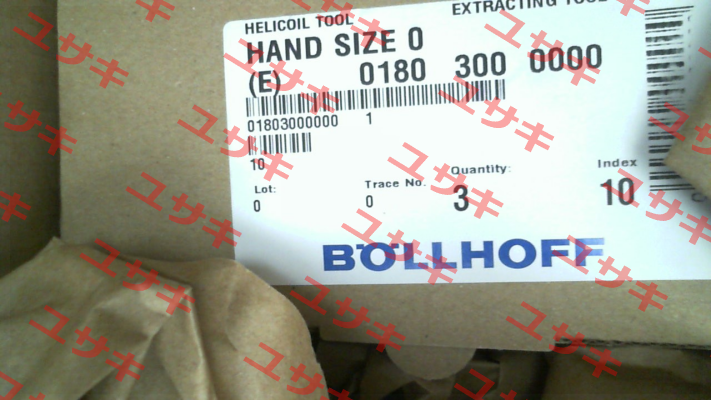 HELICOIL TOOL EXTRACTING TOOL
HAND SIZE 0
(E) 0180 300 0000
01803000000 1
10
Lot: Trace No. Quantity: Index
0 0 3 10
BÖLLHOFF
ユサキ